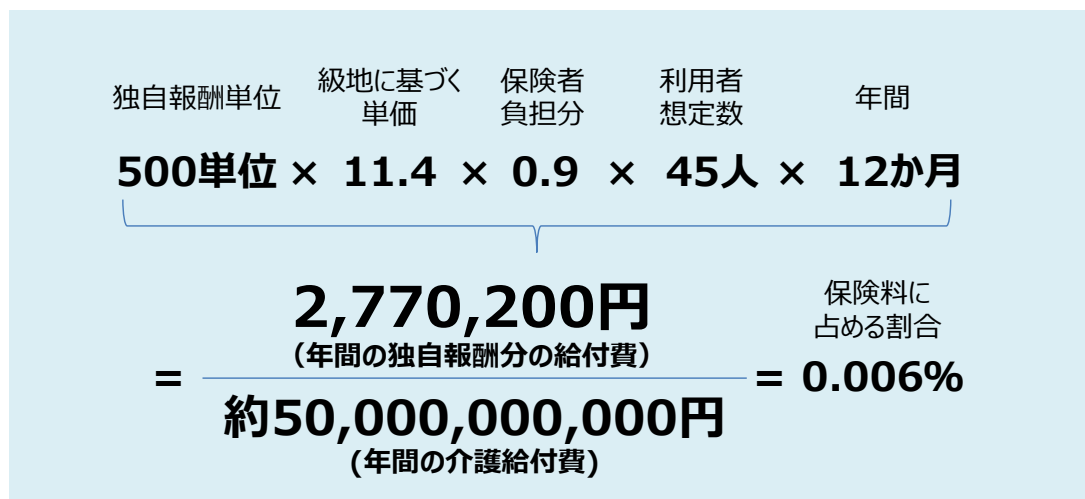 独自報酬単位
級地に基づく
単価
保険者
負担分
利用者
想定数
年間
500単位 × 11.4 × 0.9 × 45人 × 12か月
2,770,200円
（年間の独自報酬分の給付費）
=
約50,000,000,000円
(年間の介護給付費)
保険料に
占める割合
= 0.006%